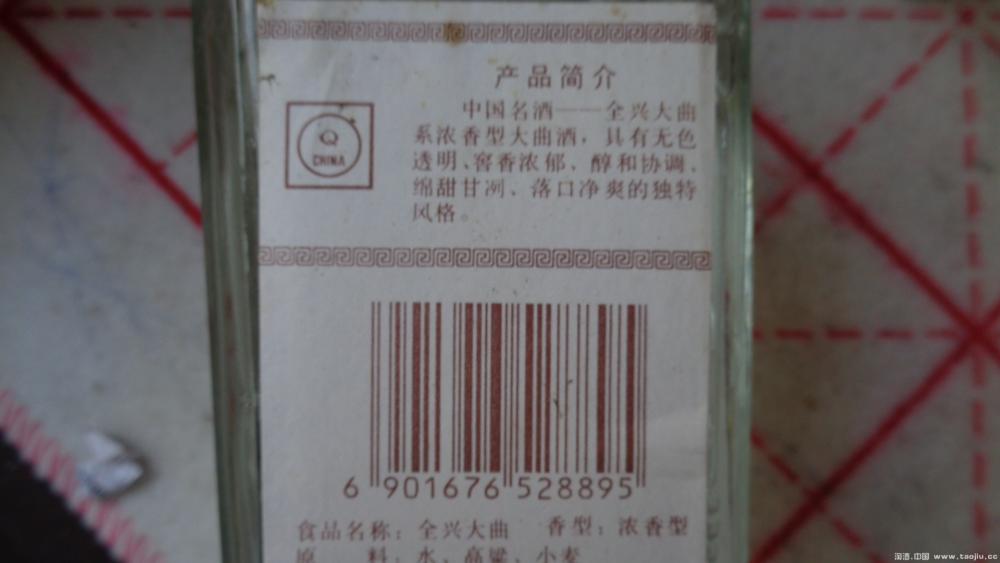 产品简介
中国名酒——全兴大曲
系浓香型大曲酒，具有无色
透明、窖香浓郁、醇和协调、
绵甜甘冽、落口净爽的独特
风格。
Q
CHINA
6 901676 528895
食品名称：全兴大曲 香型：浓香型
原 料：水、高粱、小麦
淘酒.中国 www.taojiu.cc